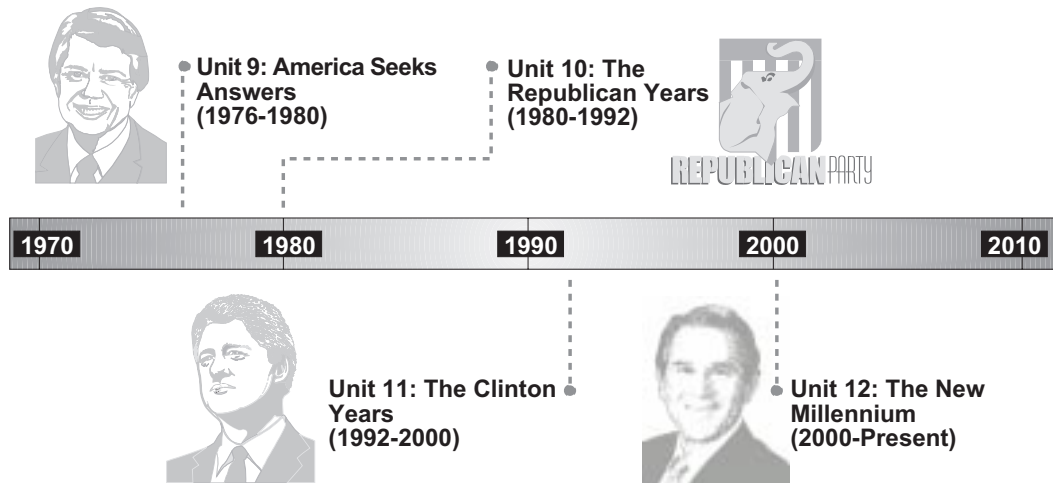 Unit 9: America Seeks
Answers
(1976-1980)
Unit 10: The
Republican Years
(1980-1992)
REPUBLICAN PARTY
1970
1980
1990
2000
2010
Unit 11: The Clinton
Years
(1992-2000)
Unit 12: The New
Millennium
(2000-Present)